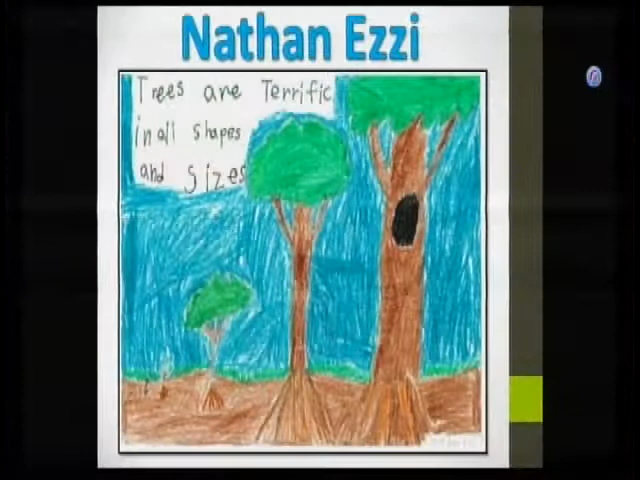 Nathan Ezzi
Trees are Terrific
in all shapes
and sizes